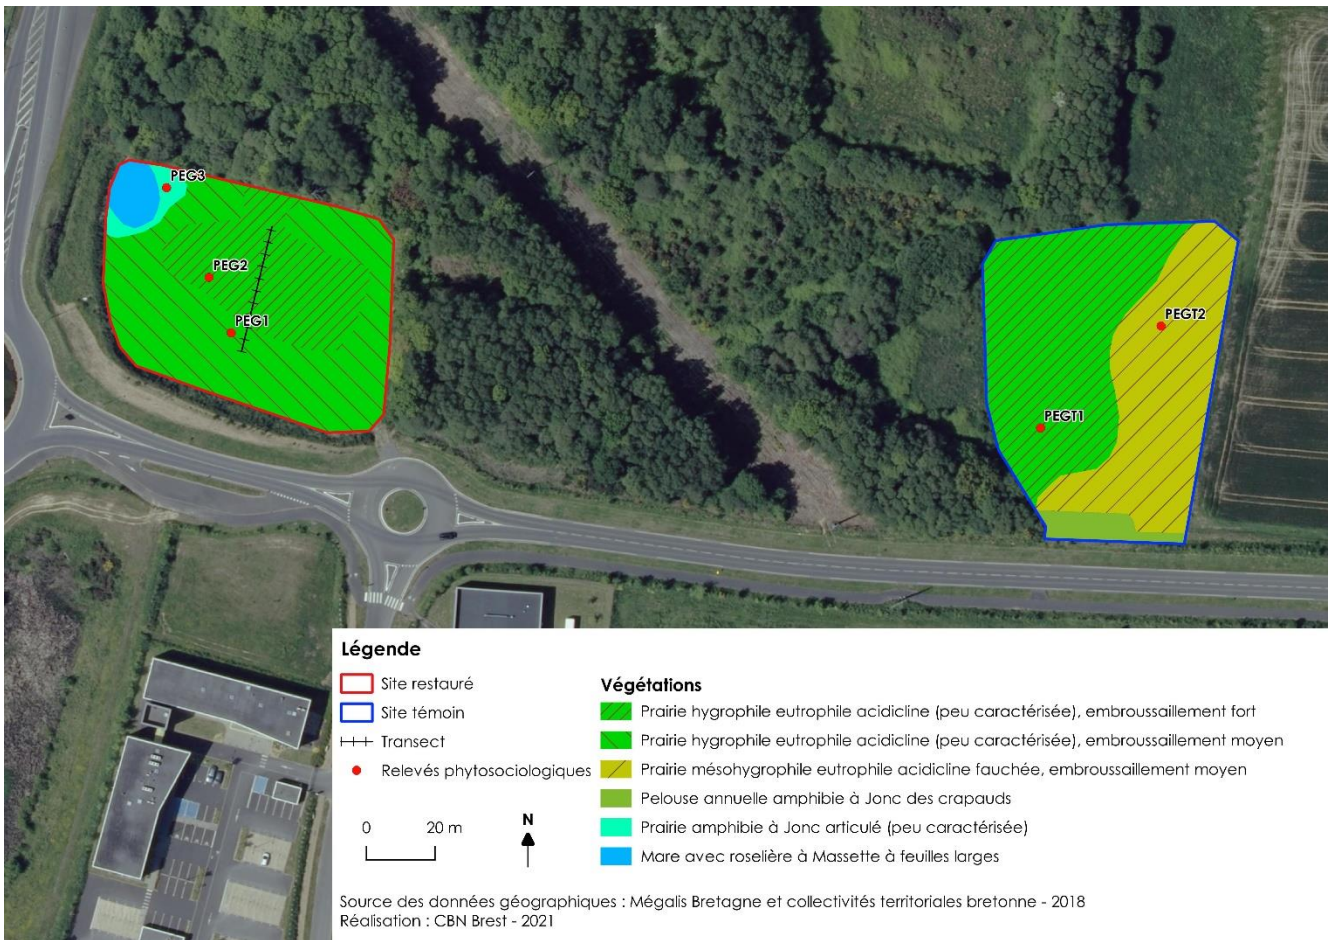 PEG3
PEG2
PEG1
PEGT2
PEGT1
Légende
Site restauré
Site témoin
Transect
Relevés phytosociologiques
0 20 m
N
Végétations
Prairie hygrophile eutrophile acidicline (peu caractérisée), embroussaillement fort
Prairie hygrophile eutrophile acidicline (peu caractérisée), embroussaillement moyen
Prairie mésohygrophile eutrophile acidicline fauchée, embroussaillement moyen
Pelouse annuelle amphibie à Jonc des crapauds
Prairie amphibie à Jonc articulé (peu caractérisée)
Mare avec roselière à Massette à feuilles larges
Source des données géographiques : Mégalis Bretagne et collectivités territoriales bretonne - 2018
Réalisation : CBN Brest - 2021